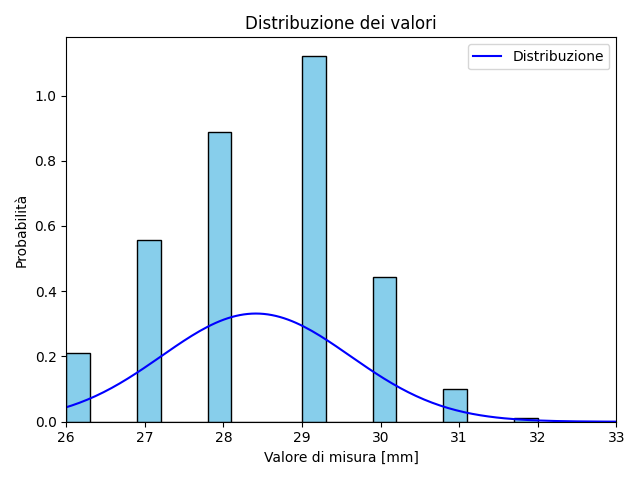 Distribuzione dei valori
Distribuzione
1.0
0.8
0.6
0.4
0.2
0.0
Probabilità
26 27 28 29 30 31 32 33
Valore di misura [mm]